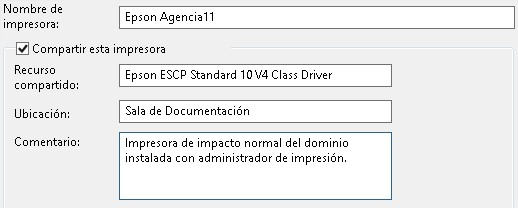 Nombre de
impresora:
Epson Agencia11
Compartir esta impresora
Recurso
compartido:
Epson ESCP Standard 10 V4 Class Driver
Ubicación:
Sala de Documentación
Comentario:
Impresora de impacto normal del dominio
instalada con administrador de impresión.